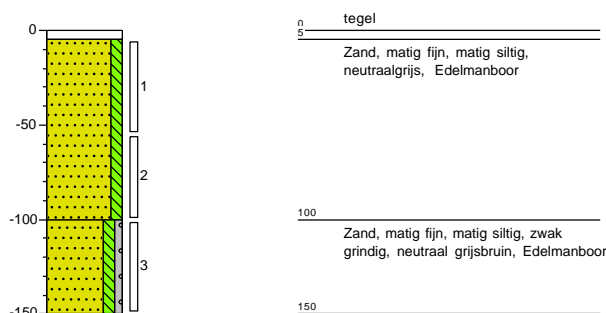 0
-50
-100
-150
1
2
3
0
tegel
5
Zand, matig fijn, matig siltig,
neutraalgrijs, Edelmanboor
100
Zand, matig fijn, matig siltig, zwak
grindig, neutraal grijsbruin, Edelmanboor
150